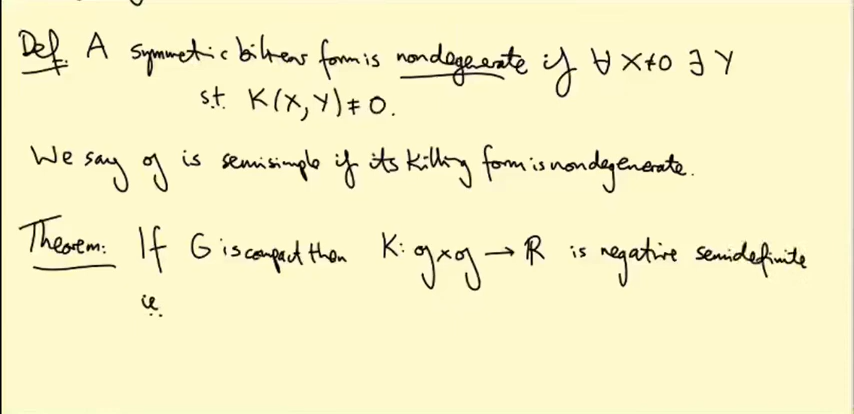 Def. A symmetric bilinear form is nondegenerate if ∀ X≠0 ∃ Y
s.t. K(X,Y) ≠ 0.
We say 𝔤 is semisimple if its Killing form is nondegenerate.
Theorem: If G is compact then K: 𝔤×𝔤 → ℝ is negative semidefinite
ie.